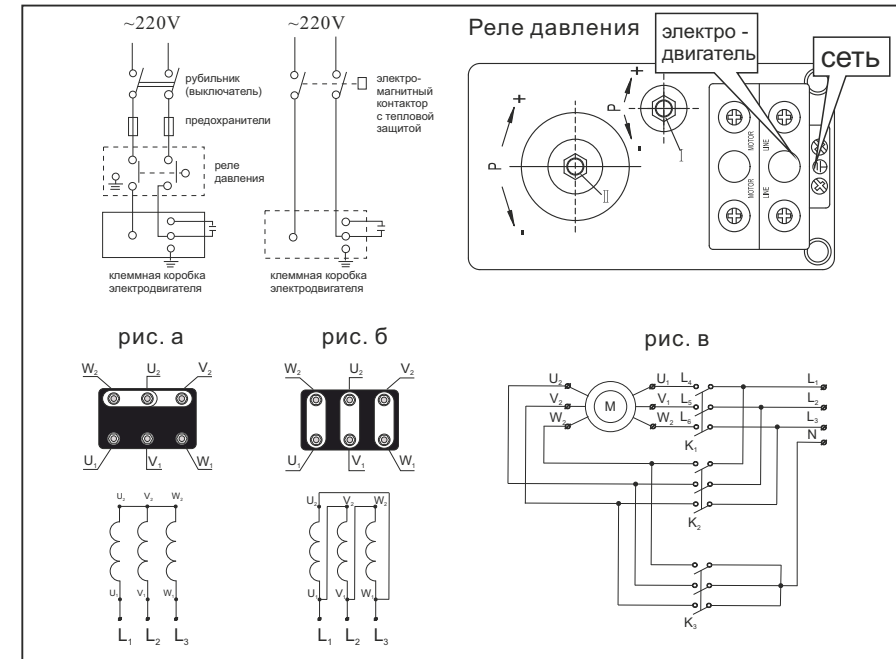 ~220V
рубильник
(выключатель)
предохранители
реле
давления
клеммная коробка
электродвигателя
~220V
электро-
магнитный
контактор
с тепловой
защитой
клеммная коробка
электродвигателя
Реле давления
электро -
двигатель
сеть
P
+
-
P
+
-
I
II
MOTOR
LINE
MOTOR
LINE
рис. а
W₂ U₂ V₂
U₁ V₁ W₁
U₂ V₂ W₂
U₁ V₁ W₁
L₁ L₂ L₃
рис. б
W₂ U₂ V₂
U₁ V₁ W₁
U₂ V₂ W₂
U₁ V₁ W₁
L₁ L₂ L₃
рис. в
U₂ U₁ L₄ L₁
V₂ M V₁ L₅ L₂
W₂ W₂ L₆ L₃
K₁ N
K₂
K₃